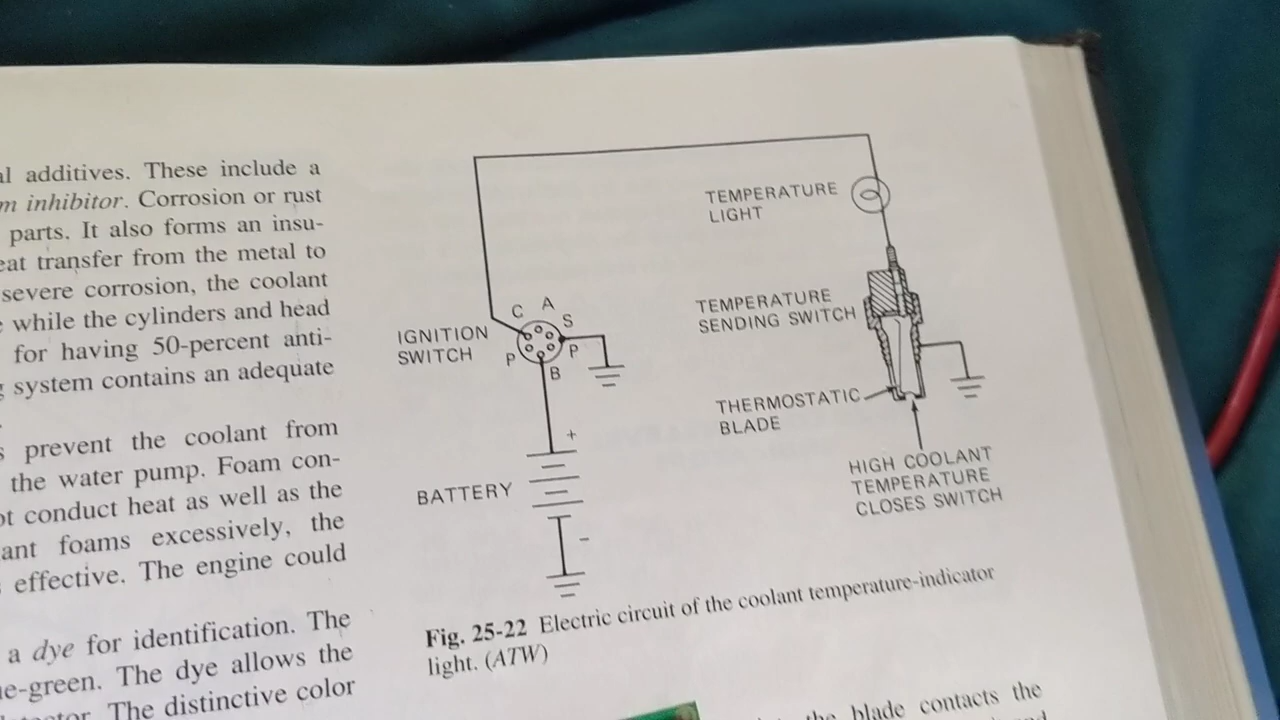 al additives. These include a
m inhibitor. Corrosion or rust
parts. It also forms an insu-
eat transfer from the metal to
severe corrosion, the coolant
while the cylinders and head
for having 50-percent anti-
g system contains an adequate
s prevent the coolant from
the water pump. Foam con-
ot conduct heat as well as the
ant foams excessively, the
effective. The engine could
a dye for identification. The
e-green. The dye allows the
The distinctive color
TEMPERATURE
LIGHT
TEMPERATURE
SENDING SWITCH
C A S
IGNITION
SWITCH
P P
B
THERMOSTATIC
BLADE
+
BATTERY
-
HIGH COOLANT
TEMPERATURE
CLOSES SWITCH
Fig. 25-22 Electric circuit of the coolant temperature-indicator
light. (ATW)
the blade contacts the